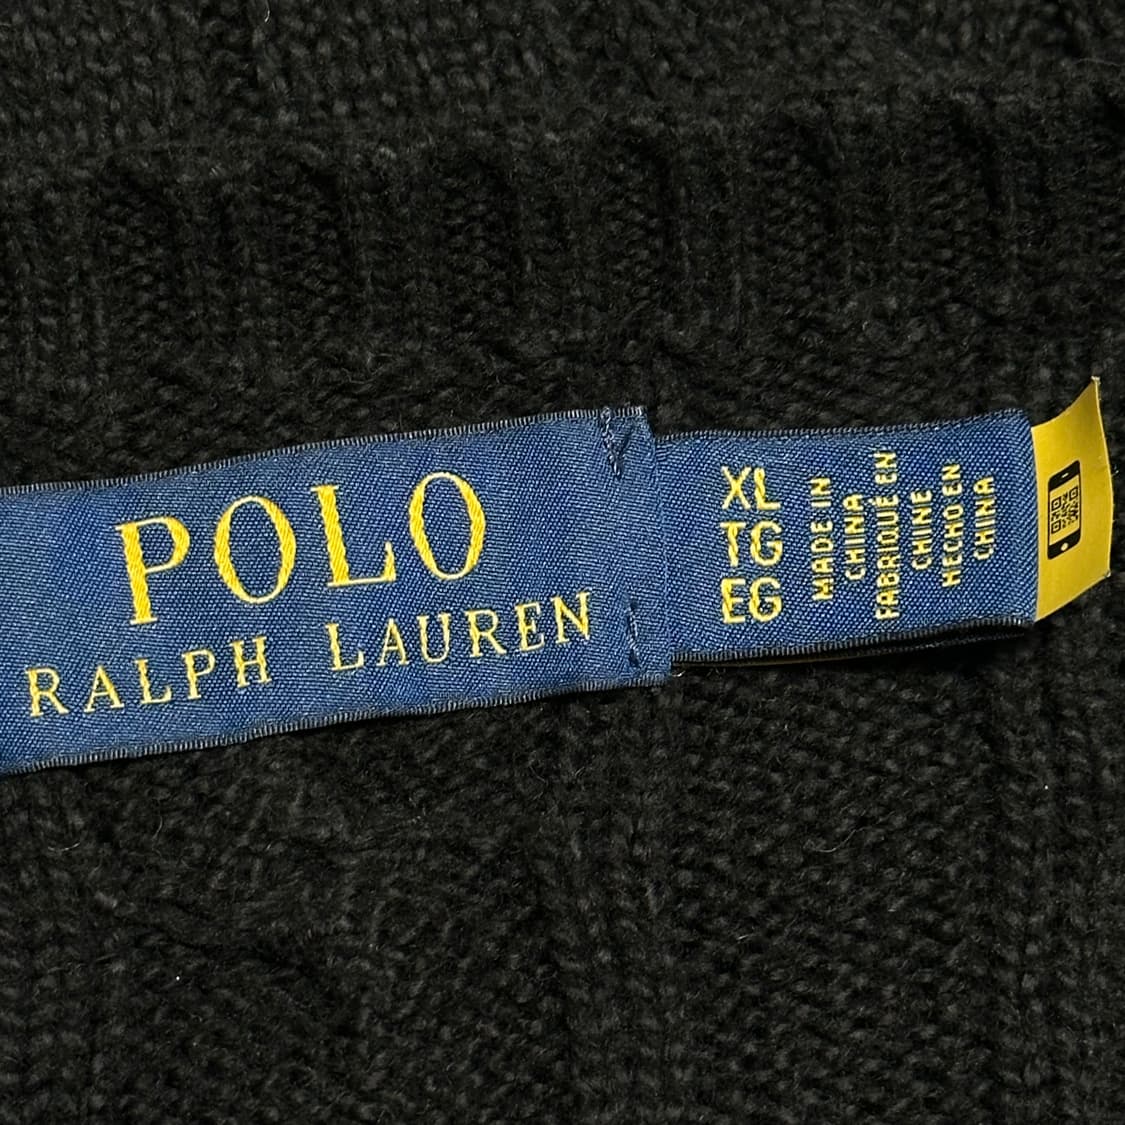 POLO
RALPH LAUREN
XL
TG
EG
MADE IN
CHINA
FABRIQUÉ EN
CHINE
HECHO EN
CHINA